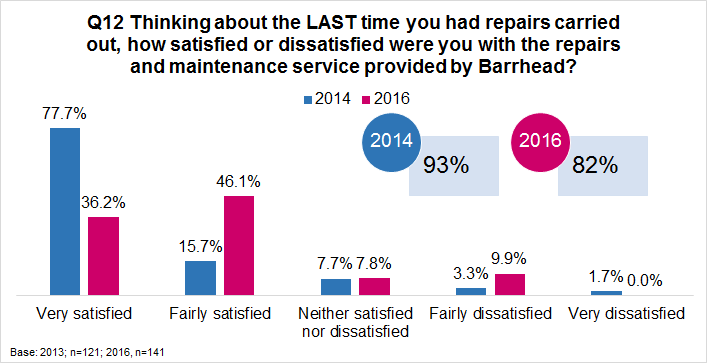 Q12 Thinking about the LAST time you had repairs carried
out, how satisfied or dissatisfied were you with the repairs
and maintenance service provided by Barrhead?
2014 2016
77.7%
36.2%
15.7%
46.1%
7.7%
7.8%
3.3%
9.9%
1.7%
0.0%
2014
93%
2016
82%
Very satisfied
Fairly satisfied
Neither satisfied
nor dissatisfied
Fairly dissatisfied
Very dissatisfied
Base: 2013; n=121; 2016, n=141